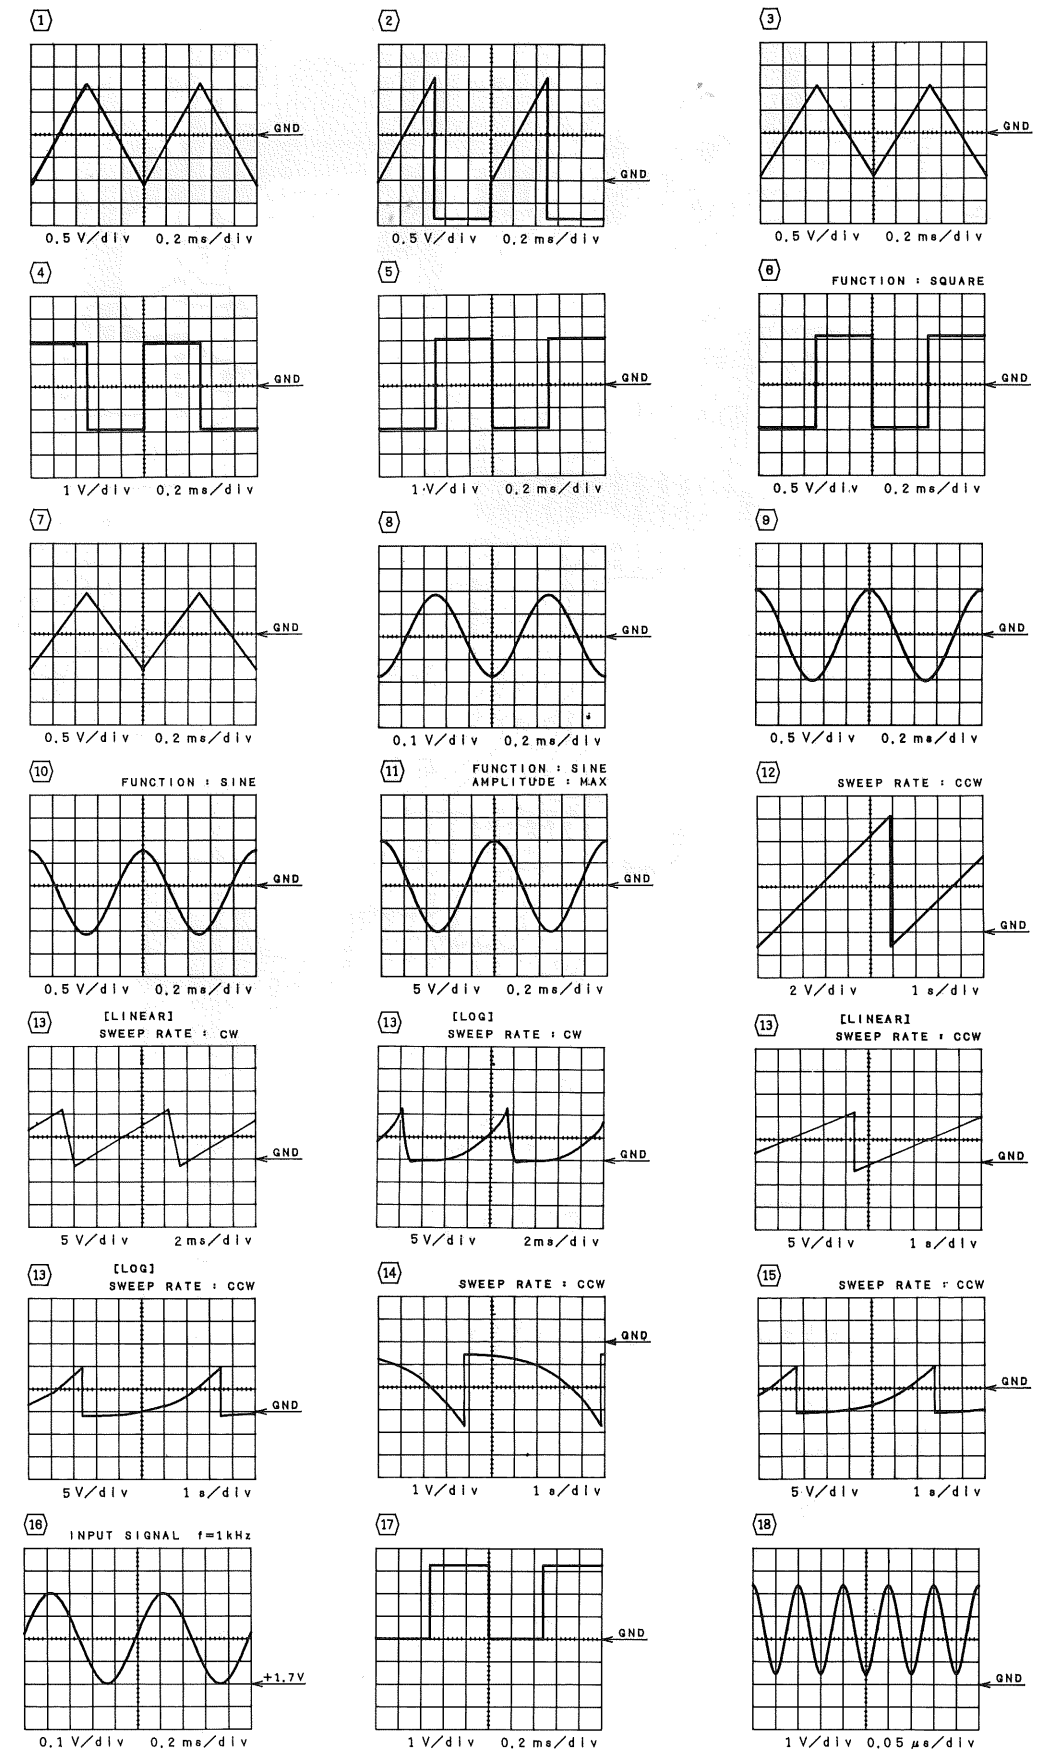 1
2
3
GND
GND
GND
0.5 V/div 0.2 ms/div
0.5 V/div 0.2 ms/div
0.5 V/div 0.2 ms/div
4
5
6
FUNCTION : SQUARE
GND
GND
GND
1 V/div 0.2 ms/div
1 V/div 0.2 ms/div
0.5 V/div 0.2 ms/div
7
8
9
GND
GND
GND
0.5 V/div 0.2 ms/div
0.1 V/div 0.2 ms/div
0.5 V/div 0.2 ms/div
10
FUNCTION : SINE
11
FUNCTION : SINE
AMPLITUDE : MAX
12
SWEEP RATE : CCW
GND
GND
GND
0.5 V/div 0.2 ms/div
5 V/div 0.2 ms/div
2 V/div 1 s/div
13
[LINEAR]
SWEEP RATE : CW
13
[LOG]
SWEEP RATE : CW
13
[LINEAR]
SWEEP RATE : CCW
GND
GND
GND
5 V/div 2 ms/div
5 V/div 2ms/div
5 V/div 1 s/div
13
[LOG]
SWEEP RATE : CCW
14
SWEEP RATE : CCW
15
SWEEP RATE : CCW
GND
GND
GND
5 V/div 1 s/div
1 V/div 1 s/div
5 V/div 1 s/div
16
INPUT SIGNAL f=1kHz
17
18
+1.7V
GND
GND
0.1 V/div 0.2 ms/div
1 V/div 0.2 ms/div
1 V/div 0.05 μs/div